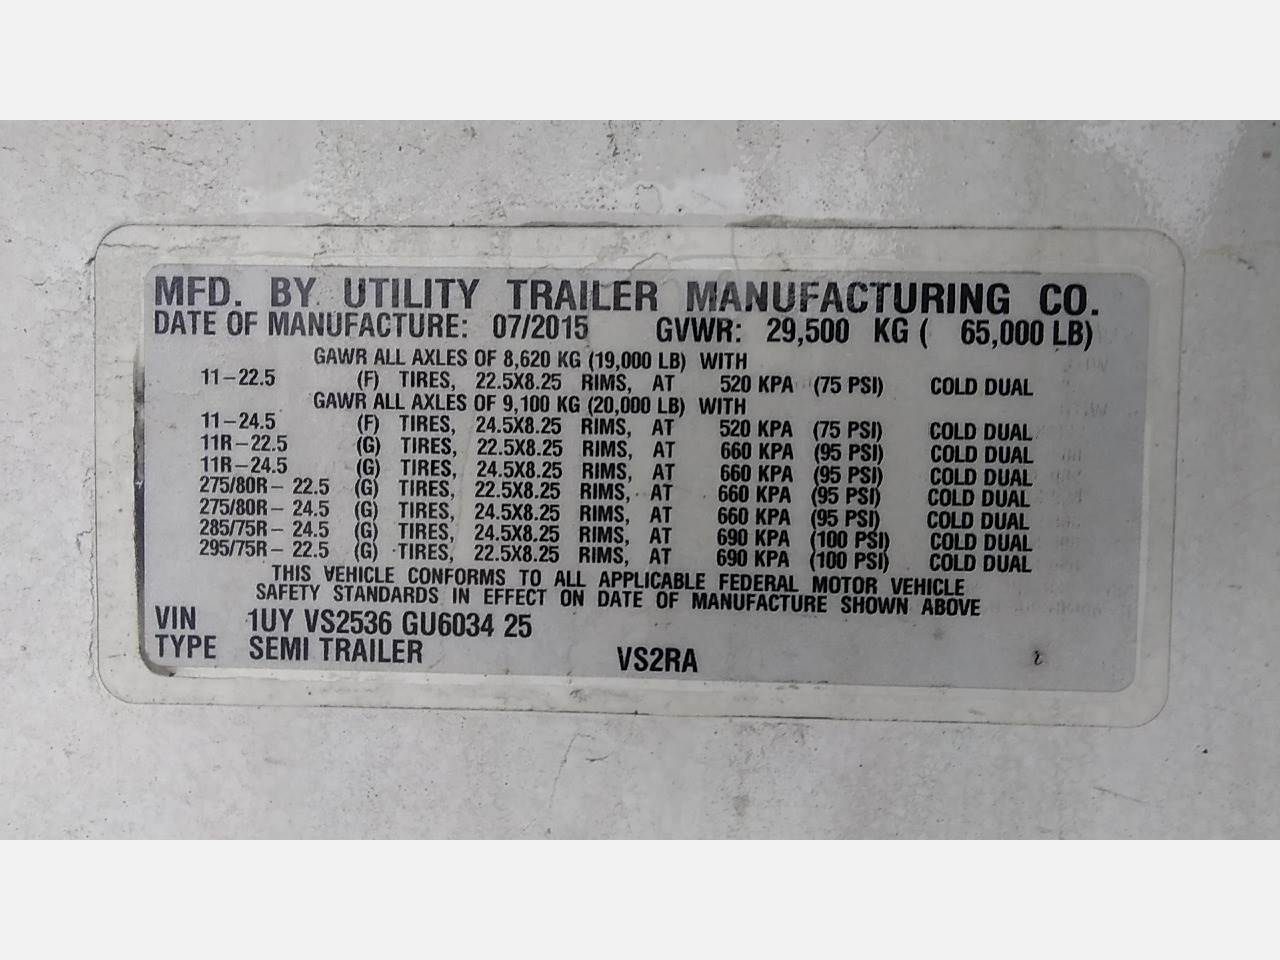 MFD. BY UTILITY TRAILER MANUFACTURING CO.
DATE OF MANUFACTURE: 07/2015 GVWR: 29,500 KG ( 65,000 LB)
GAWR ALL AXLES OF 8,620 KG (19,000 LB) WITH
11-22.5 (F) TIRES, 22.5X8.25 RIMS, AT 520 KPA (75 PSI) COLD DUAL
GAWR ALL AXLES OF 9,100 KG (20,000 LB) WITH
11-24.5 (F) TIRES, 24.5X8.25 RIMS, AT 520 KPA (75 PSI) COLD DUAL
11R-22.5 (G) TIRES, 22.5X8.25 RIMS, AT 660 KPA (95 PSI) COLD DUAL
11R-24.5 (G) TIRES, 24.5X8.25 RIMS, AT 660 KPA (95 PSI) COLD DUAL
275/80R- 22.5 (G) TIRES, 22.5X8.25 RIMS, AT 660 KPA (95 PSI) COLD DUAL
275/80R- 24.5 (G) TIRES, 24.5X8.25 RIMS, AT 660 KPA (95 PSI) COLD DUAL
285/75R- 24.5 (G) TIRES, 24.5X8.25 RIMS, AT 690 KPA (100 PSI) COLD DUAL
295/75R- 22.5 (G) TIRES, 22.5X8.25 RIMS, AT 690 KPA (100 PSI) COLD DUAL
THIS VEHICLE CONFORMS TO ALL APPLICABLE FEDERAL MOTOR VEHICLE
SAFETY STANDARDS IN EFFECT ON DATE OF MANUFACTURE SHOWN ABOVE
VIN 1UY VS2536 GU6034 25
TYPE SEMI TRAILER VS2RA